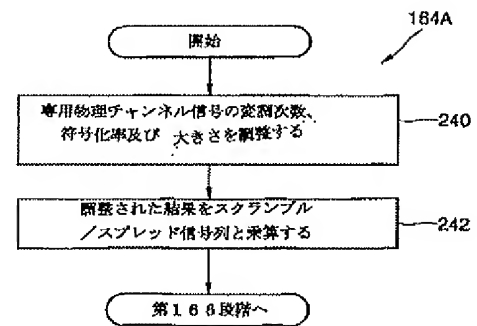 164A
開始
専用物理チャンネル信号の変調次数、
符号化率及び 大きさを調整する
240
調整された結果をスクランブル
／スプレッド信号列と乗算する
242
第166段階へ